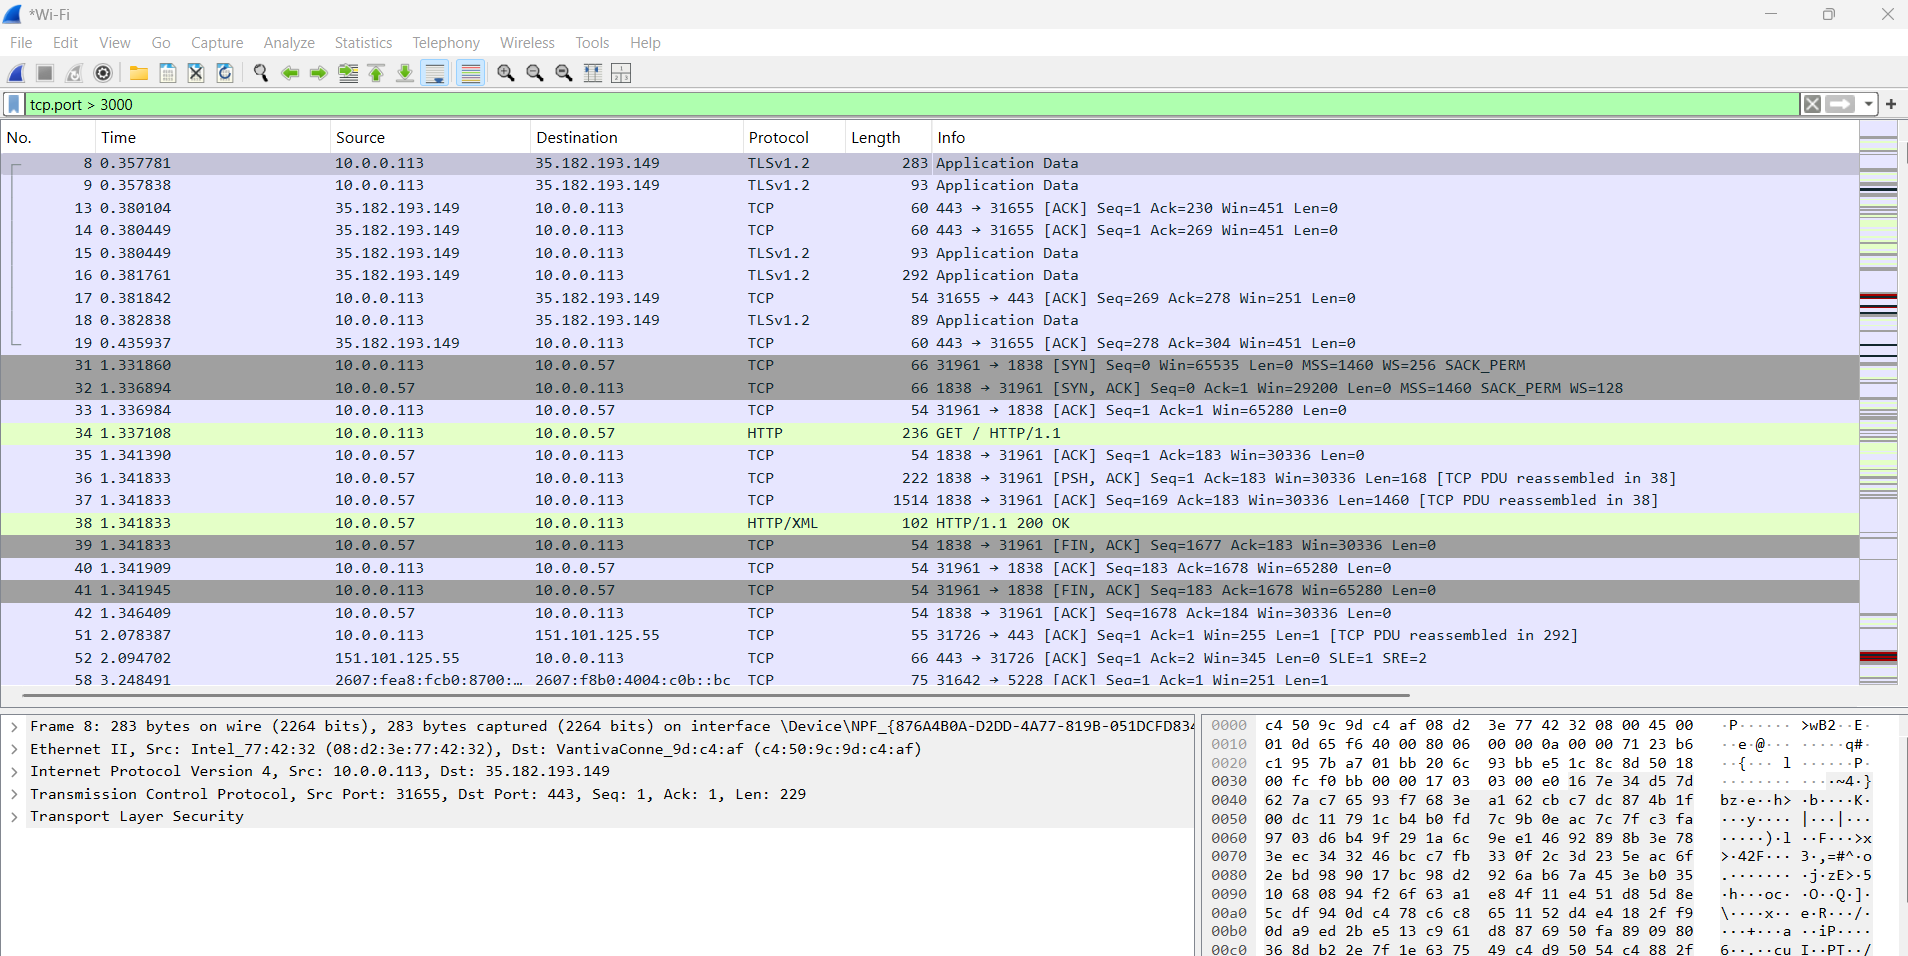 *Wi-Fi
File Edit View Go Capture Analyze Statistics Telephony Wireless Tools Help
tcp.port > 3000
No. Time Source Destination Protocol Length Info
8 0.357781 10.0.0.113 35.182.193.149 TLSv1.2 283 Application Data
9 0.357838 10.0.0.113 35.182.193.149 TLSv1.2 93 Application Data
13 0.380104 35.182.193.149 10.0.0.113 TCP 60 443 → 31655 [ACK] Seq=1 Ack=230 Win=451 Len=0
14 0.380449 35.182.193.149 10.0.0.113 TCP 60 443 → 31655 [ACK] Seq=1 Ack=269 Win=451 Len=0
15 0.380449 35.182.193.149 10.0.0.113 TLSv1.2 93 Application Data
16 0.381761 35.182.193.149 10.0.0.113 TLSv1.2 292 Application Data
17 0.381842 10.0.0.113 35.182.193.149 TCP 54 31655 → 443 [ACK] Seq=269 Ack=278 Win=251 Len=0
18 0.382838 10.0.0.113 35.182.193.149 TLSv1.2 89 Application Data
19 0.435937 35.182.193.149 10.0.0.113 TCP 60 443 → 31655 [ACK] Seq=278 Ack=304 Win=451 Len=0
31 1.331860 10.0.0.113 10.0.0.57 TCP 66 31961 → 1838 [SYN] Seq=0 Win=65535 Len=0 MSS=1460 WS=256 SACK_PERM
32 1.336894 10.0.0.57 10.0.0.113 TCP 66 1838 → 31961 [SYN, ACK] Seq=0 Ack=1 Win=29200 Len=0 MSS=1460 SACK_PERM WS=128
33 1.336984 10.0.0.113 10.0.0.57 TCP 54 31961 → 1838 [ACK] Seq=1 Ack=1 Win=65280 Len=0
34 1.337108 10.0.0.113 10.0.0.57 HTTP 236 GET / HTTP/1.1
35 1.341390 10.0.0.57 10.0.0.113 TCP 54 1838 → 31961 [ACK] Seq=1 Ack=183 Win=30336 Len=0
36 1.341833 10.0.0.57 10.0.0.113 TCP 222 1838 → 31961 [PSH, ACK] Seq=1 Ack=183 Win=30336 Len=168 [TCP PDU reassembled in 38]
37 1.341833 10.0.0.57 10.0.0.113 TCP 1514 1838 → 31961 [ACK] Seq=169 Ack=183 Win=30336 Len=1460 [TCP PDU reassembled in 38]
38 1.341833 10.0.0.57 10.0.0.113 HTTP/XML 102 HTTP/1.1 200 OK
39 1.341833 10.0.0.57 10.0.0.113 TCP 54 1838 → 31961 [FIN, ACK] Seq=1677 Ack=183 Win=30336 Len=0
40 1.341909 10.0.0.113 10.0.0.57 TCP 54 31961 → 1838 [ACK] Seq=183 Ack=1678 Win=65280 Len=0
41 1.341945 10.0.0.113 10.0.0.57 TCP 54 31961 → 1838 [FIN, ACK] Seq=183 Ack=1678 Win=65280 Len=0
42 1.346409 10.0.0.57 10.0.0.113 TCP 54 1838 → 31961 [ACK] Seq=1678 Ack=184 Win=30336 Len=0
51 2.078387 10.0.0.113 151.101.125.55 TCP 55 31726 → 443 [ACK] Seq=1 Ack=1 Win=255 Len=1 [TCP PDU reassembled in 292]
52 2.094702 151.101.125.55 10.0.0.113 TCP 66 443 → 31726 [ACK] Seq=1 Ack=2 Win=345 Len=0 SLE=1 SRE=2
58 3.248491 2607:fea8:fcb0:8700:… 2607:f8b0:4004:c0b::bc TCP 75 31642 → 5228 [ACK] Seq=1 Ack=1 Win=251 Len=1
Frame 8: 283 bytes on wire (2264 bits), 283 bytes captured (2264 bits) on interface \Device\NPF_{876A4B0A-D2DD-4A77-819B-051DCFD834
Ethernet II, Src: Intel_77:42:32 (08:d2:3e:77:42:32), Dst: VantivaConne_9d:c4:af (c4:50:9c:9d:c4:af)
Internet Protocol Version 4, Src: 10.0.0.113, Dst: 35.182.193.149
Transmission Control Protocol, Src Port: 31655, Dst Port: 443, Seq: 1, Ack: 1, Len: 229
Transport Layer Security
0000 c4 50 9c 9d c4 af 08 d2 3e 77 42 32 08 00 45 00 ·P······ >wB2··E·
0010 01 0d 65 f6 40 00 80 06 00 00 0a 00 00 71 23 b6 ··e·@··· ·····q#·
0020 c1 95 7b a7 01 bb 20 6c 93 bb e5 1c 8c 8d 50 18 ··{··· l ······P·
0030 00 fc f0 bb 00 00 17 03 03 00 e0 16 7e 34 d5 7d ········ ····~4·}
0040 62 7a c7 65 93 f7 68 3e a1 62 cb c7 dc 87 4b 1f bz·e··h> ·b····K·
0050 00 dc 11 79 1c b4 b0 fd 7c 9b 0e ac 7c 7f c3 fa ···y···· |···|···
0060 97 03 d6 b4 9f 29 1a 6c 9e e1 46 92 89 8b 3e 78 ·····)·l ··F···>x
0070 3e ec 34 32 46 bc c7 fb 33 0f 2c 3d 23 5e ac 6f >·42F··· 3·,=#^·o
0080 2e bd 98 90 17 bc 98 d2 92 6a b6 7a 45 3e b0 35 .······· ·j·zE>·5
0090 10 68 08 94 f2 6f 63 a1 e8 4f 11 e4 51 d8 5d 8e ·h···oc· ·O··Q·]·
00a0 5c df 94 0d c4 78 c6 c8 65 11 52 d4 e4 18 2f f9 \····x·· e·R···/·
00b0 0d a9 ed 2b e5 13 c9 61 d8 87 69 50 fa 89 09 80 ···+···a ··iP····
00c0 36 8d b2 2e 7f 1e 63 75 49 c4 d9 50 54 c4 88 2f 6··.··cu I··PT··/